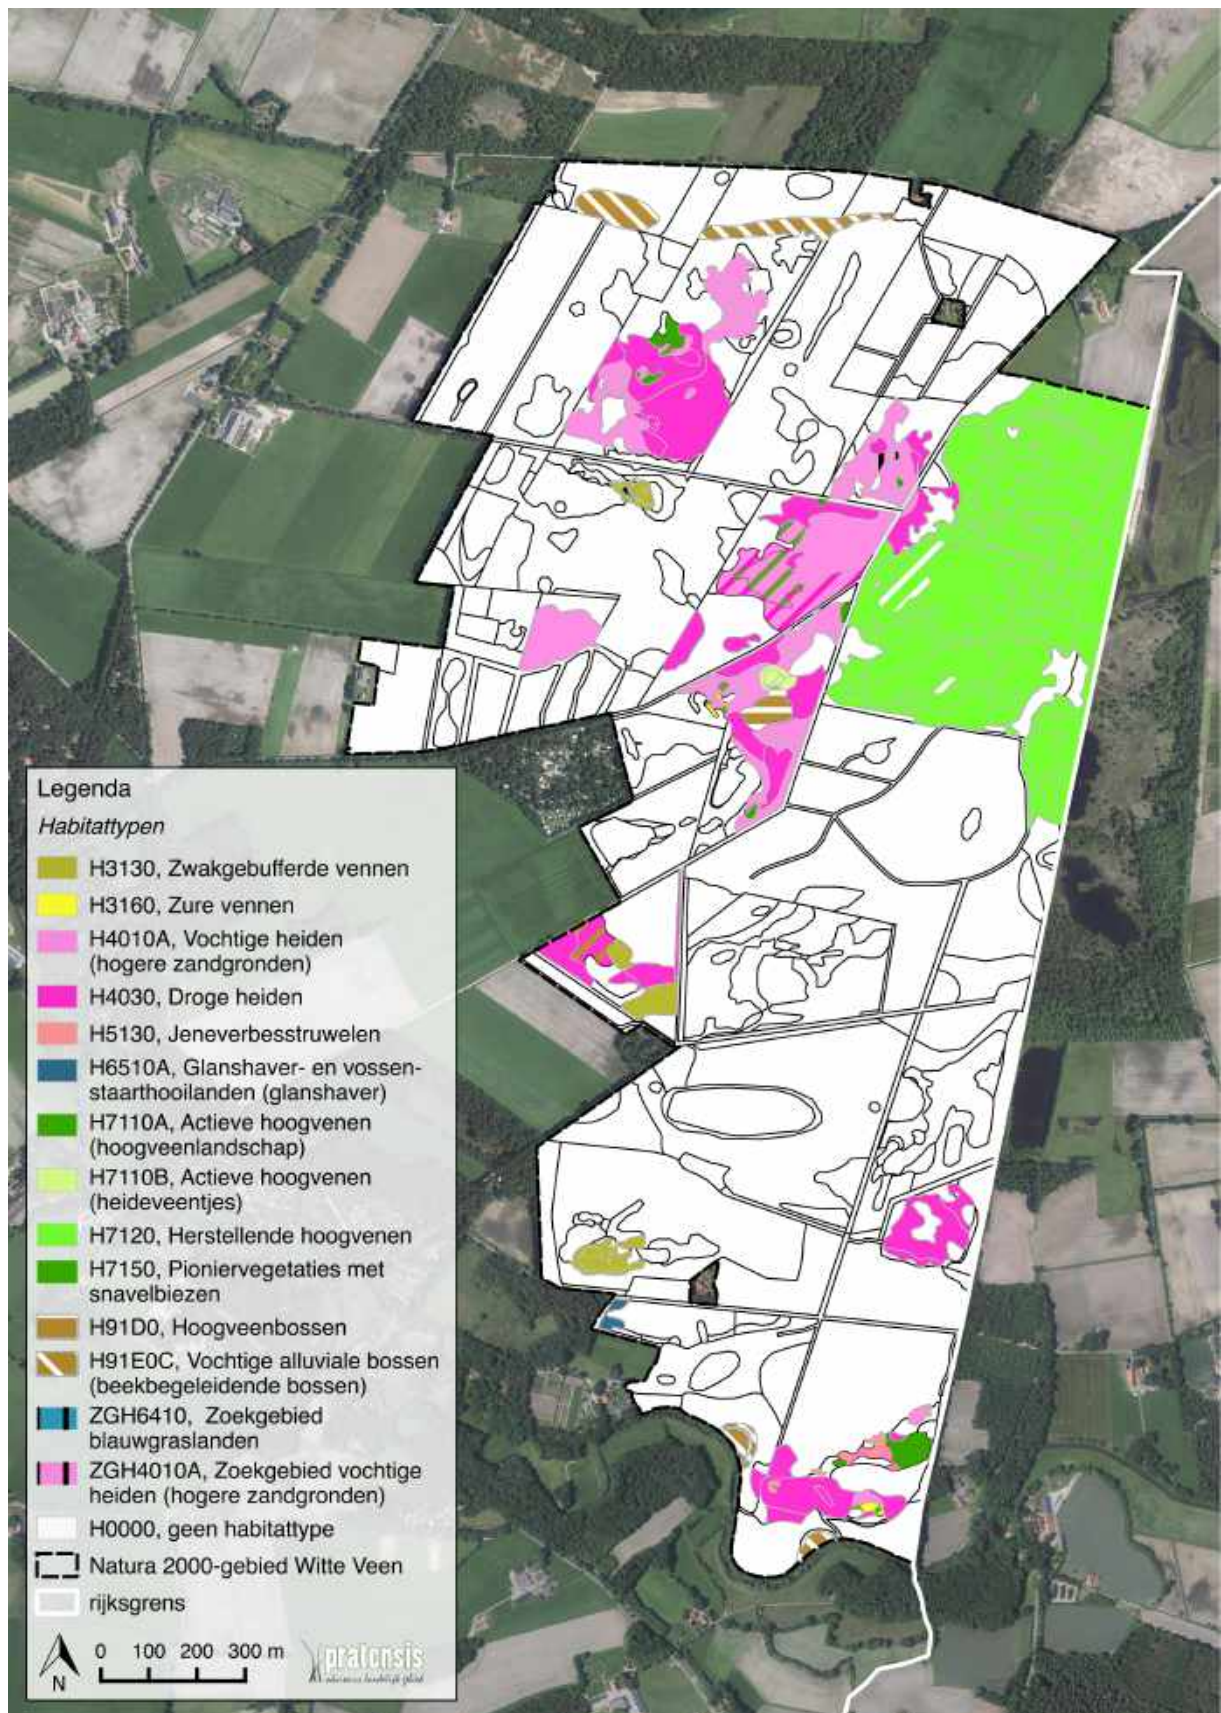 Legenda
Habitattypen
H3130, Zwakgebufferde vennen
H3160, Zure vennen
H4010A, Vochtige heiden
(hogere zandgronden)
H4030, Droge heiden
H5130, Jeneverbesstruwelen
H6510A, Glanshaver- en vossen-
staarthooilanden (glanshaver)
H7110A, Actieve hoogvenen
(hoogveenlandschap)
H7110B, Actieve hoogvenen
(heideveentjes)
H7120, Herstellende hoogvenen
H7150, Pioniervegetaties met
snavelbiezen
H91D0, Hoogveenbossen
H91E0C, Vochtige alluviale bossen
(beekbegeleidende bossen)
ZGH6410, Zoekgebied
blauwgraslanden
ZGH4010A, Zoekgebied vochtige
heiden (hogere zandgronden)
H0000, geen habitattype
Natura 2000-gebied Witte Veen
rijksgrens
0 100 200 300 m
N
pratensis